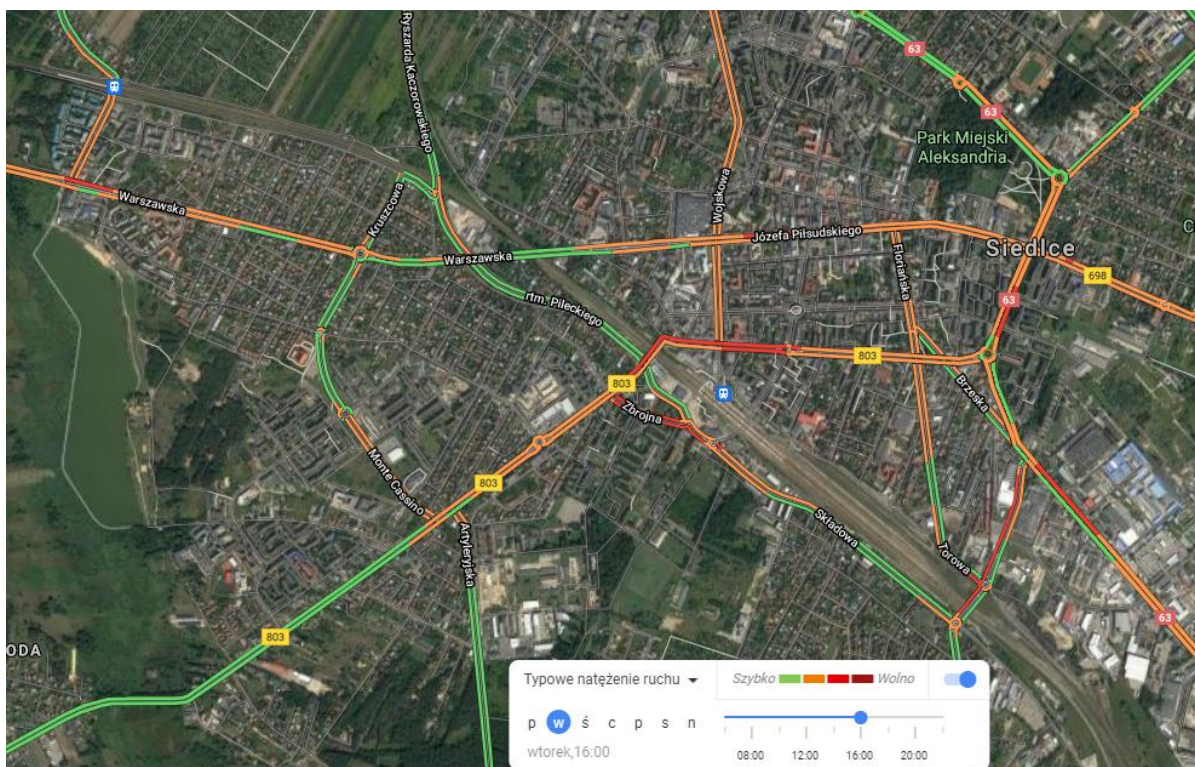 Ryszarda Kaczorowskiego
63
63
63
Park Miejski
Aleksandria
Warszawska
Kruszcowa
Wojskowa
Józefa Piłsudskiego
Warszawska
Floriańska
Siedlce
C
698
rtm. Pileckiego
63
803
803
Zbrojna
Brzeska
Monte Cassino
803
Artyleryjska
Składowa
Torowa
63
803
ODA
Typowe natężenie ruchu
Szybko Wolno
p w ś c p s n
wtorek,16:00
08:00 12:00 16:00 20:00